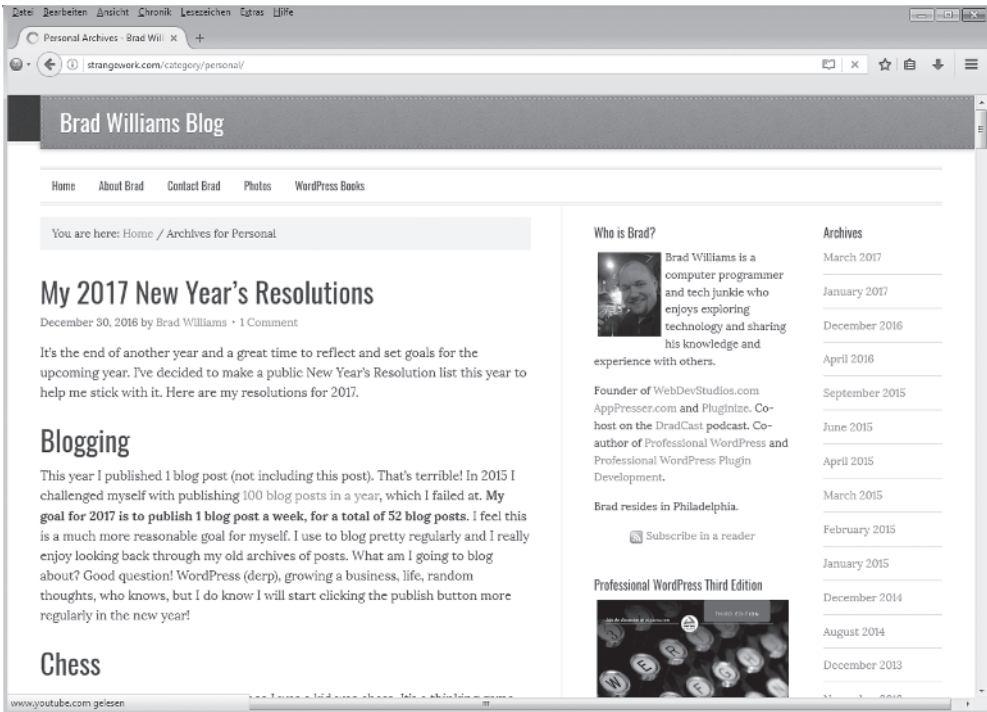 Datei Bearbeiten Ansicht Chronik Lesezeichen Extras Hilfe
Personal Archives - Brad Will
strangework.com/category/personal/
Brad Williams Blog
Home About Brad Contact Brad Photos WordPress Books
You are here: Home / Archives for Personal
My 2017 New Year's Resolutions
December 30, 2016 by Brad Williams • 1 Comment
It's the end of another year and a great time to reflect and set goals for the
upcoming year. I've decided to make a public New Year's Resolution list this year to
help me stick with it. Here are my resolutions for 2017.
Blogging
This year I published 1 blog post (not including this post). That's terrible! In 2015 I
challenged myself with publishing 100 blog posts in a year, which I failed at. My
goal for 2017 is to publish 1 blog post a week, for a total of 52 blog posts. I feel this
is a much more reasonable goal for myself. I use to blog pretty regularly and I really
enjoy looking back through my old archives of posts. What am I going to blog
about? Good question! WordPress (derp), growing a business, life, random
thoughts, who knows, but I do know I will start clicking the publish button more
regularly in the new year!
Chess
Who is Brad?
Brad Williams is a
computer programmer
and tech junkie who
enjoys exploring
technology and sharing
his knowledge and
experience with others.
Founder of WebDevStudios.com
AppPresser.com and Pluginize. Co-
host on the DradCast podcast. Co-
author of Professional WordPress and
Professional WordPress Plugin
Development.
Brad resides in Philadelphia.
Subscribe in a reader
Professional WordPress Third Edition
THIRD EDITION
W E R
F G H
Archives
March 2017
January 2017
December 2016
April 2016
September 2015
June 2015
April 2015
March 2015
February 2015
January 2015
December 2014
August 2014
December 2013
www.youtube.com gelesen